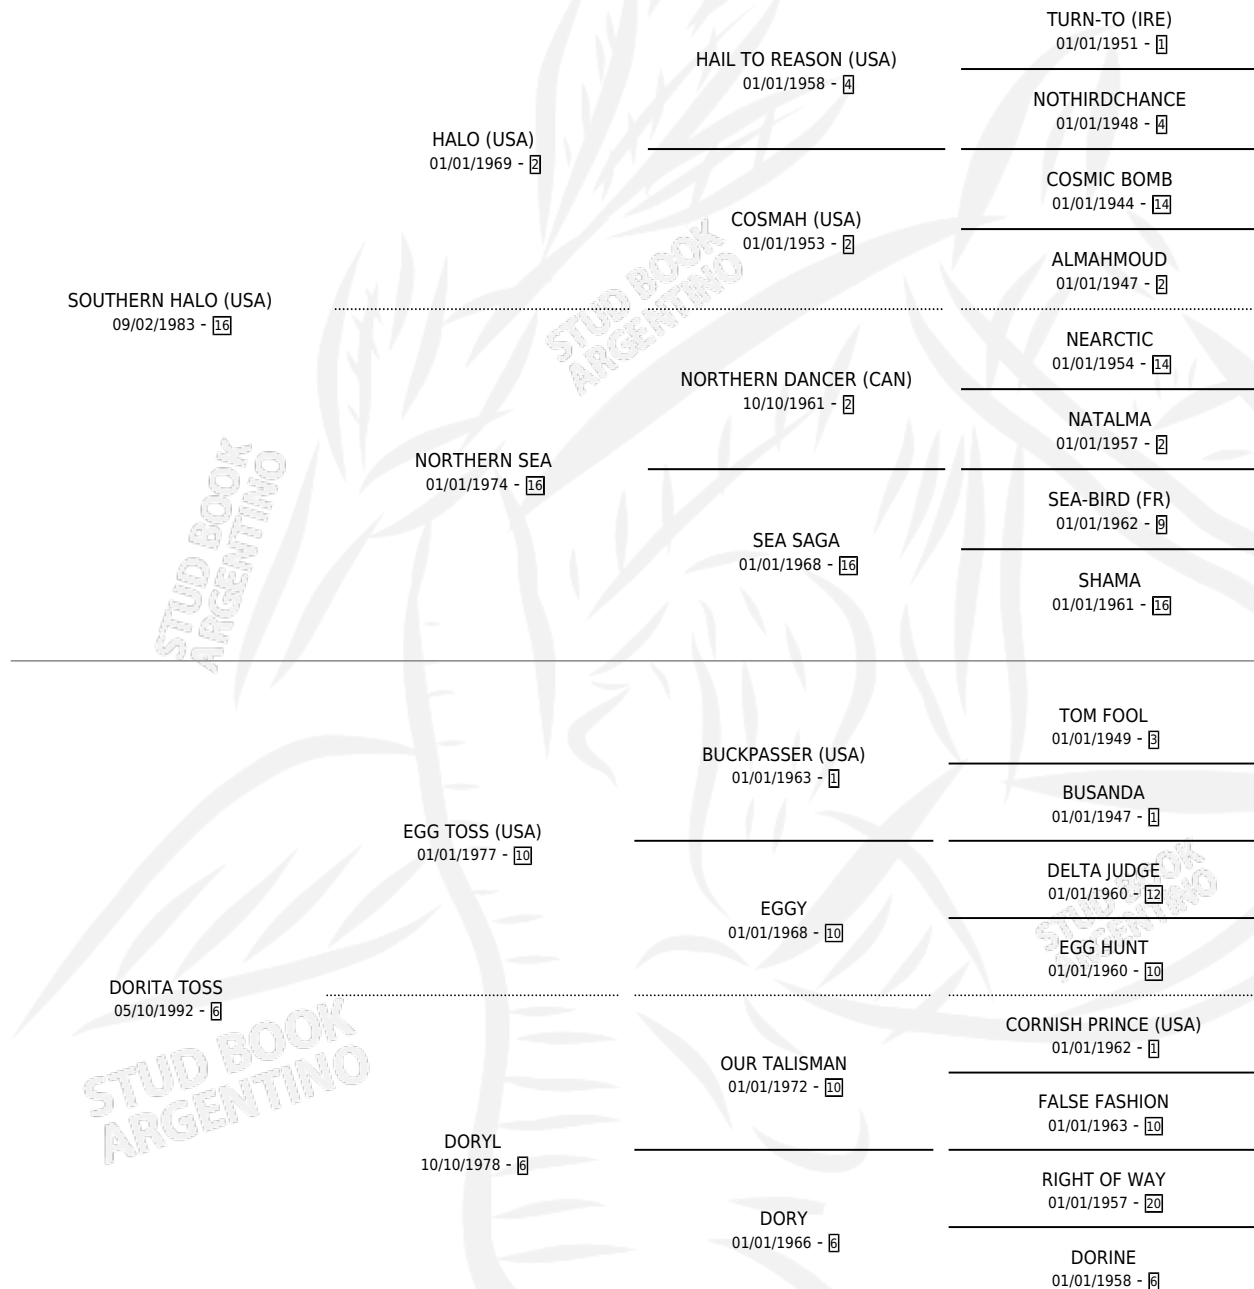 TURN-TO (IRE)
01/01/1951 - 1
HAIL TO REASON (USA)
01/01/1958 - 4
NOTHIRDCHANCE
01/01/1948 - 4
HALO (USA)
01/01/1969 - 2
COSMIC BOMB
01/01/1944 - 14
COSMAH (USA)
01/01/1953 - 2
ALMAHMOUD
01/01/1947 - 2
SOUTHERN HALO (USA)
09/02/1983 - 16
NEARCTIC
01/01/1954 - 14
NORTHERN DANCER (CAN)
10/10/1961 - 2
NATALMA
01/01/1957 - 2
NORTHERN SEA
01/01/1974 - 16
SEA-BIRD (FR)
01/01/1962 - 9
SEA SAGA
01/01/1968 - 16
SHAMA
01/01/1961 - 16
TOM FOOL
01/01/1949 - 3
BUCKPASSER (USA)
01/01/1963 - 1
BUSANDA
01/01/1947 - 1
EGG TOSS (USA)
01/01/1977 - 10
DELTA JUDGE
01/01/1960 - 12
EGGY
01/01/1968 - 10
EGG HUNT
01/01/1960 - 10
DORITA TOSS
05/10/1992 - 6
CORNISH PRINCE (USA)
01/01/1962 - 1
OUR TALISMAN
01/01/1972 - 10
FALSE FASHION
01/01/1963 - 10
DORYL
10/10/1978 - 6
RIGHT OF WAY
01/01/1957 - 20
DORY
01/01/1966 - 6
DORINE
01/01/1958 - 6
STUD BOOK
ARGENTINO
STUD BOOK
ARGENTINO
STUD BOOK
ARGENTINO
STUD BOOK
ARGENTINO